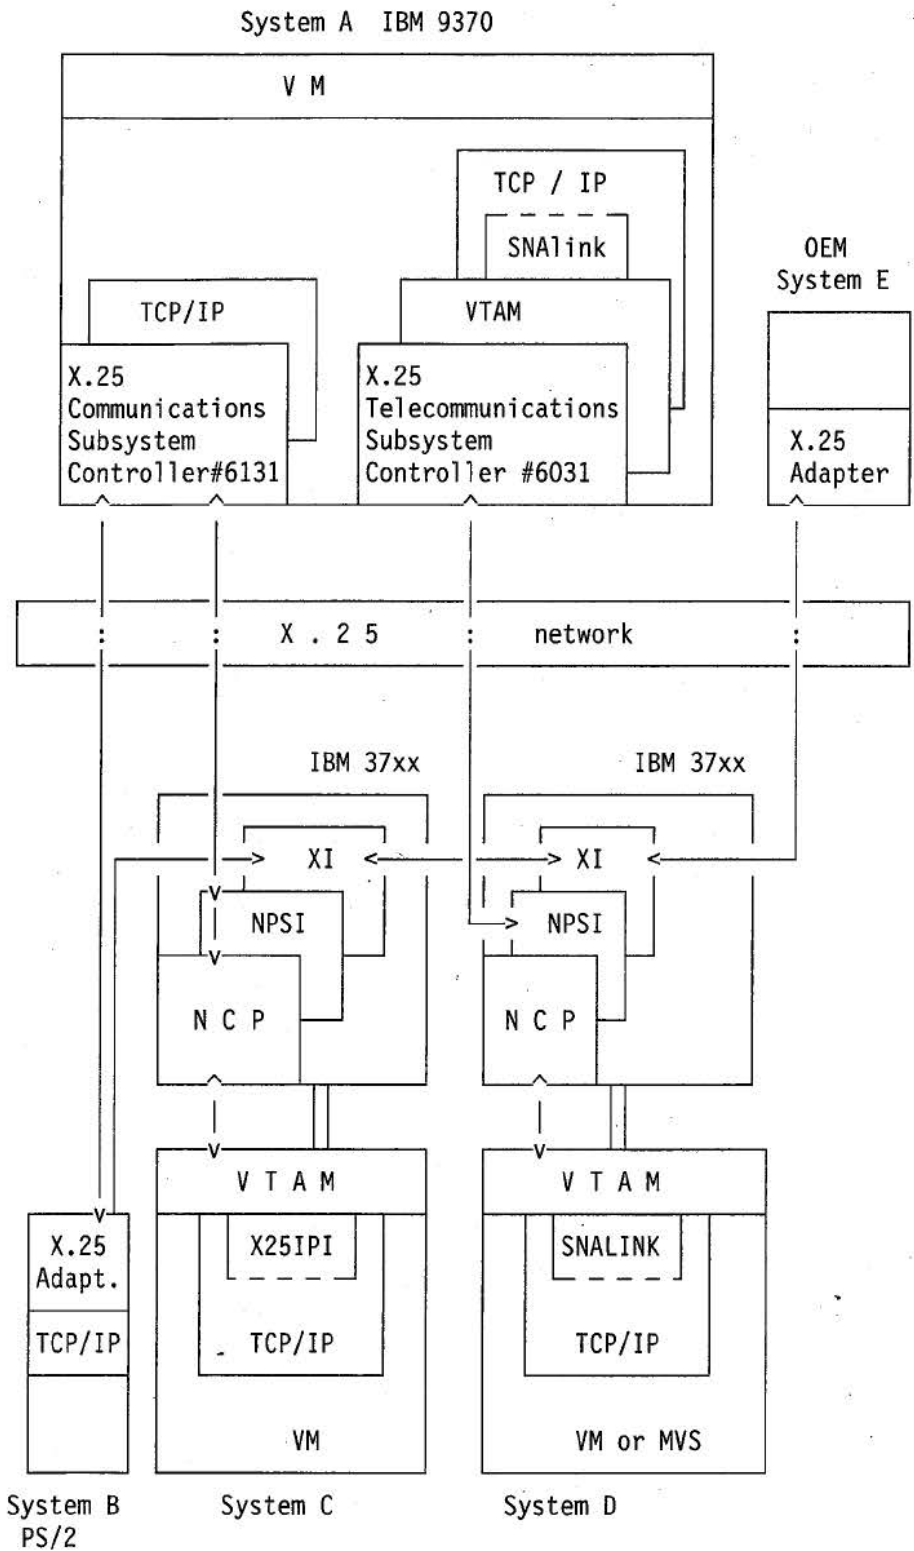 System A IBM 9370
V M
TCP / IP
SNAlink
OEM
System E
TCP/IP
VTAM
X.25
Communications
Subsystem
Controller#6131
X.25
Telecommunications
Subsystem
Controller #6031
X.25
Adapter
: : X . 2 5 : network :
IBM 37xx
IBM 37xx
XI
XI
NPSI
NPSI
N C P
N C P
V T A M
V T A M
X.25
Adapt.
X25IPI
SNALINK
TCP/IP
TCP/IP
TCP/IP
VM
VM or MVS
System B
PS/2
System C
System D